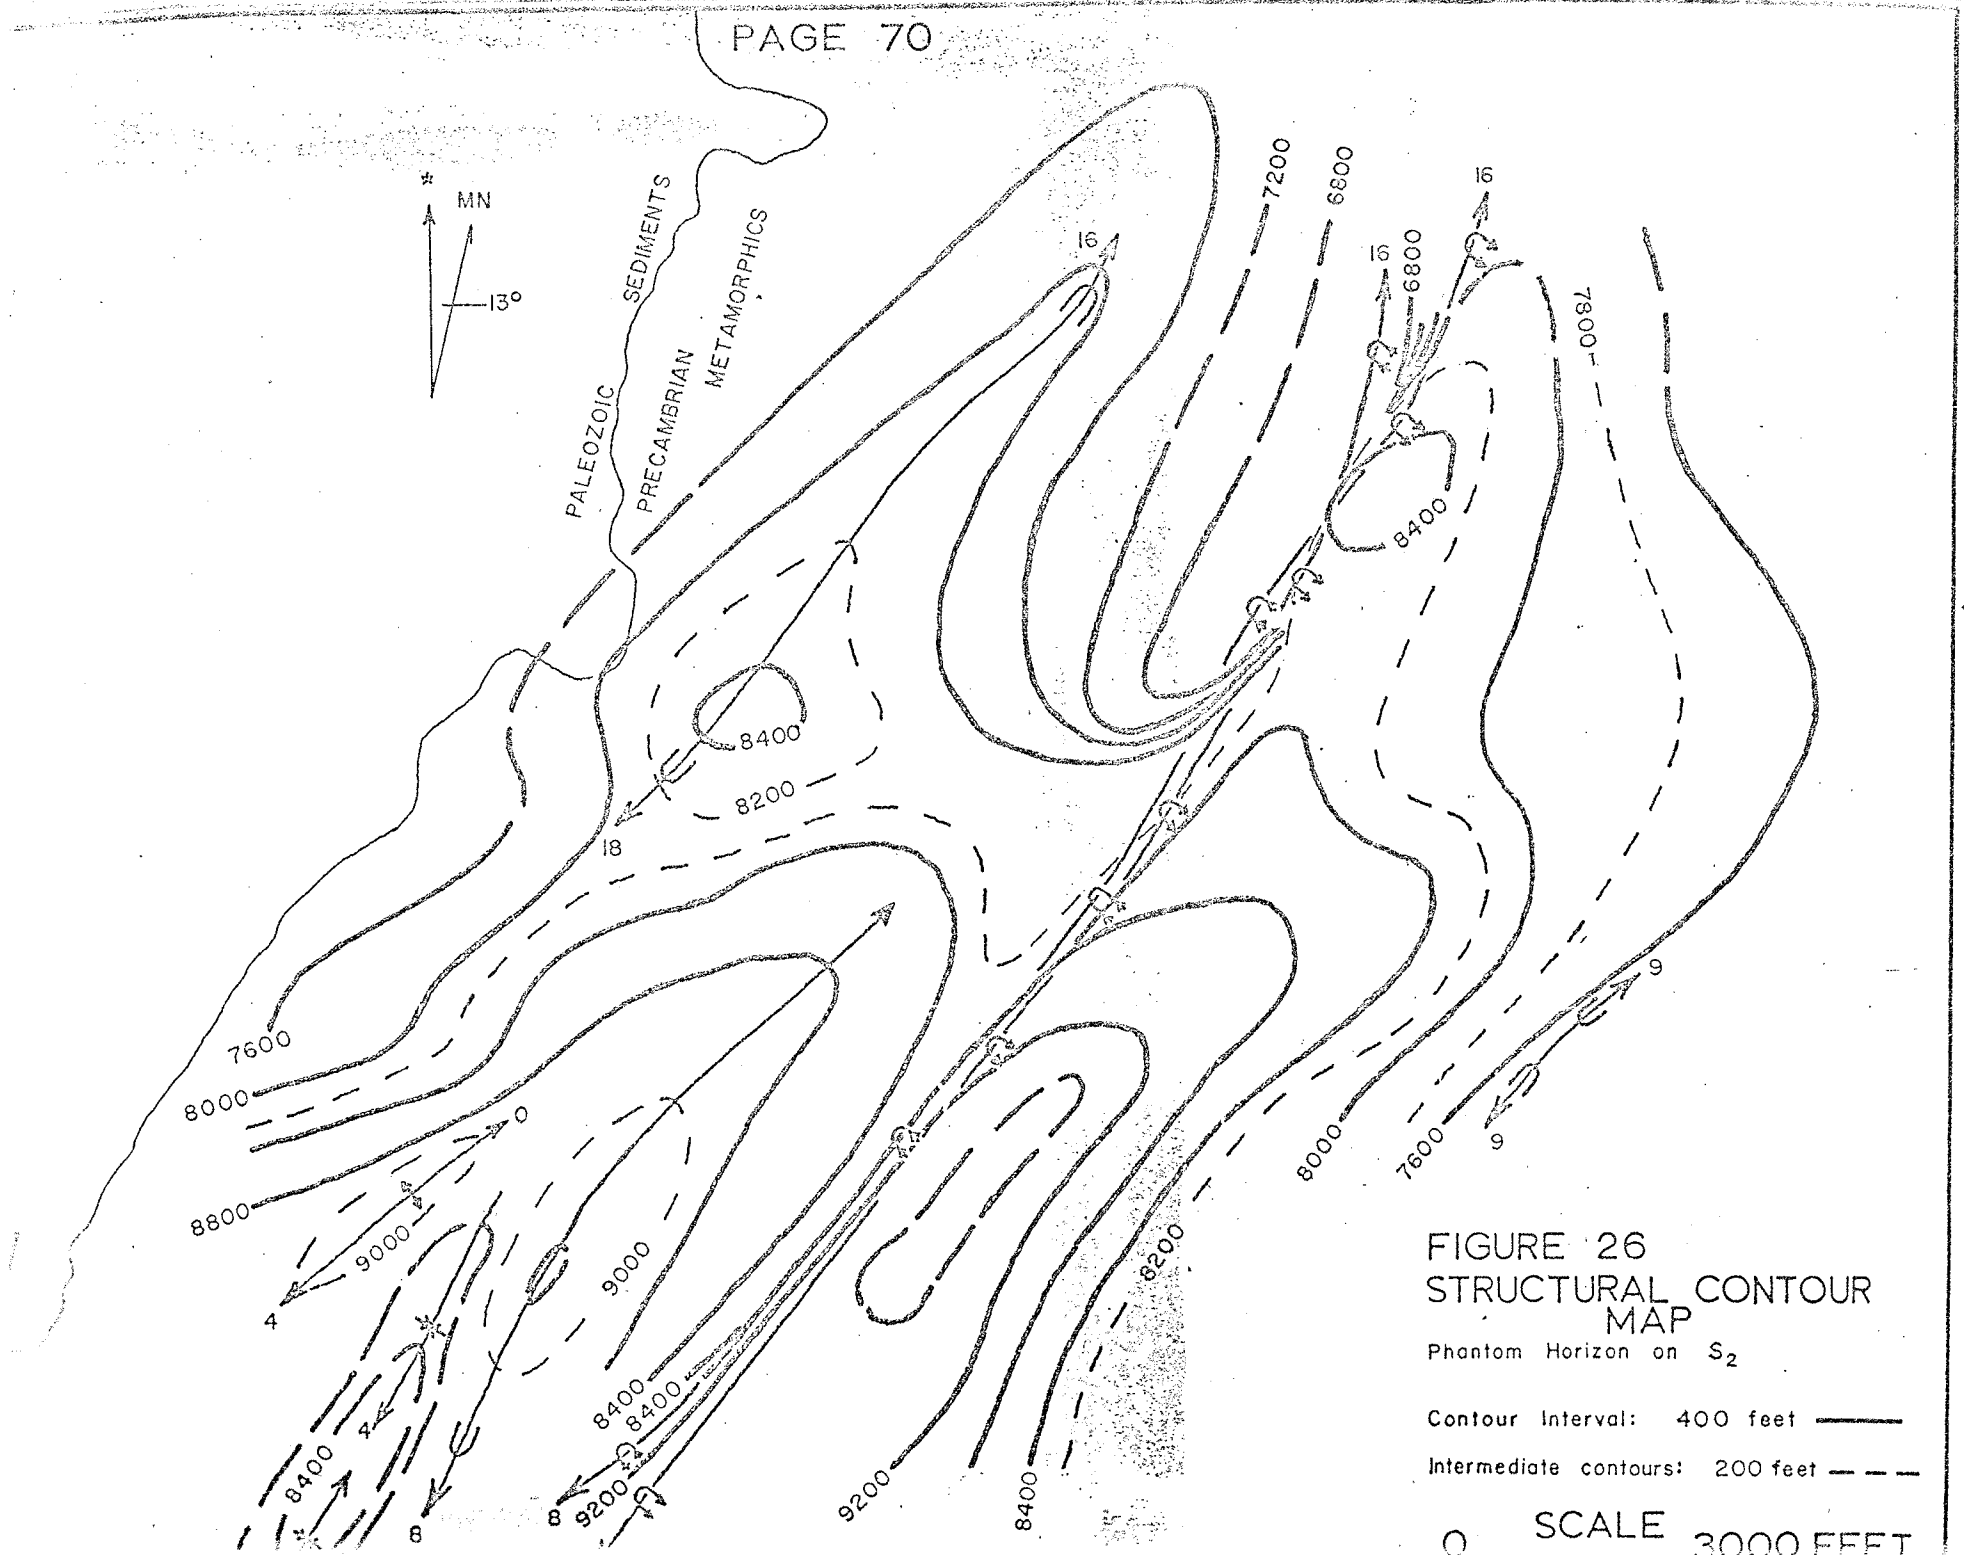 PAGE 70
*
MN
13°
PALEOZOIC SEDIMENTS
PRECAMBRIAN METAMORPHICS
7200
6800
16
16
6800
16
7800
8400
8400
8200
18
7600
8000
8800
0
9000
4
9000
4
8400
8
8400
8400
8
9200
9200
8400
8200
8000
7600
9
9
FIGURE 26
STRUCTURAL CONTOUR
MAP
Phantom Horizon on S₂
Contour Interval: 400 feet
Intermediate contours: 200 feet
SCALE
0 3000 FEET